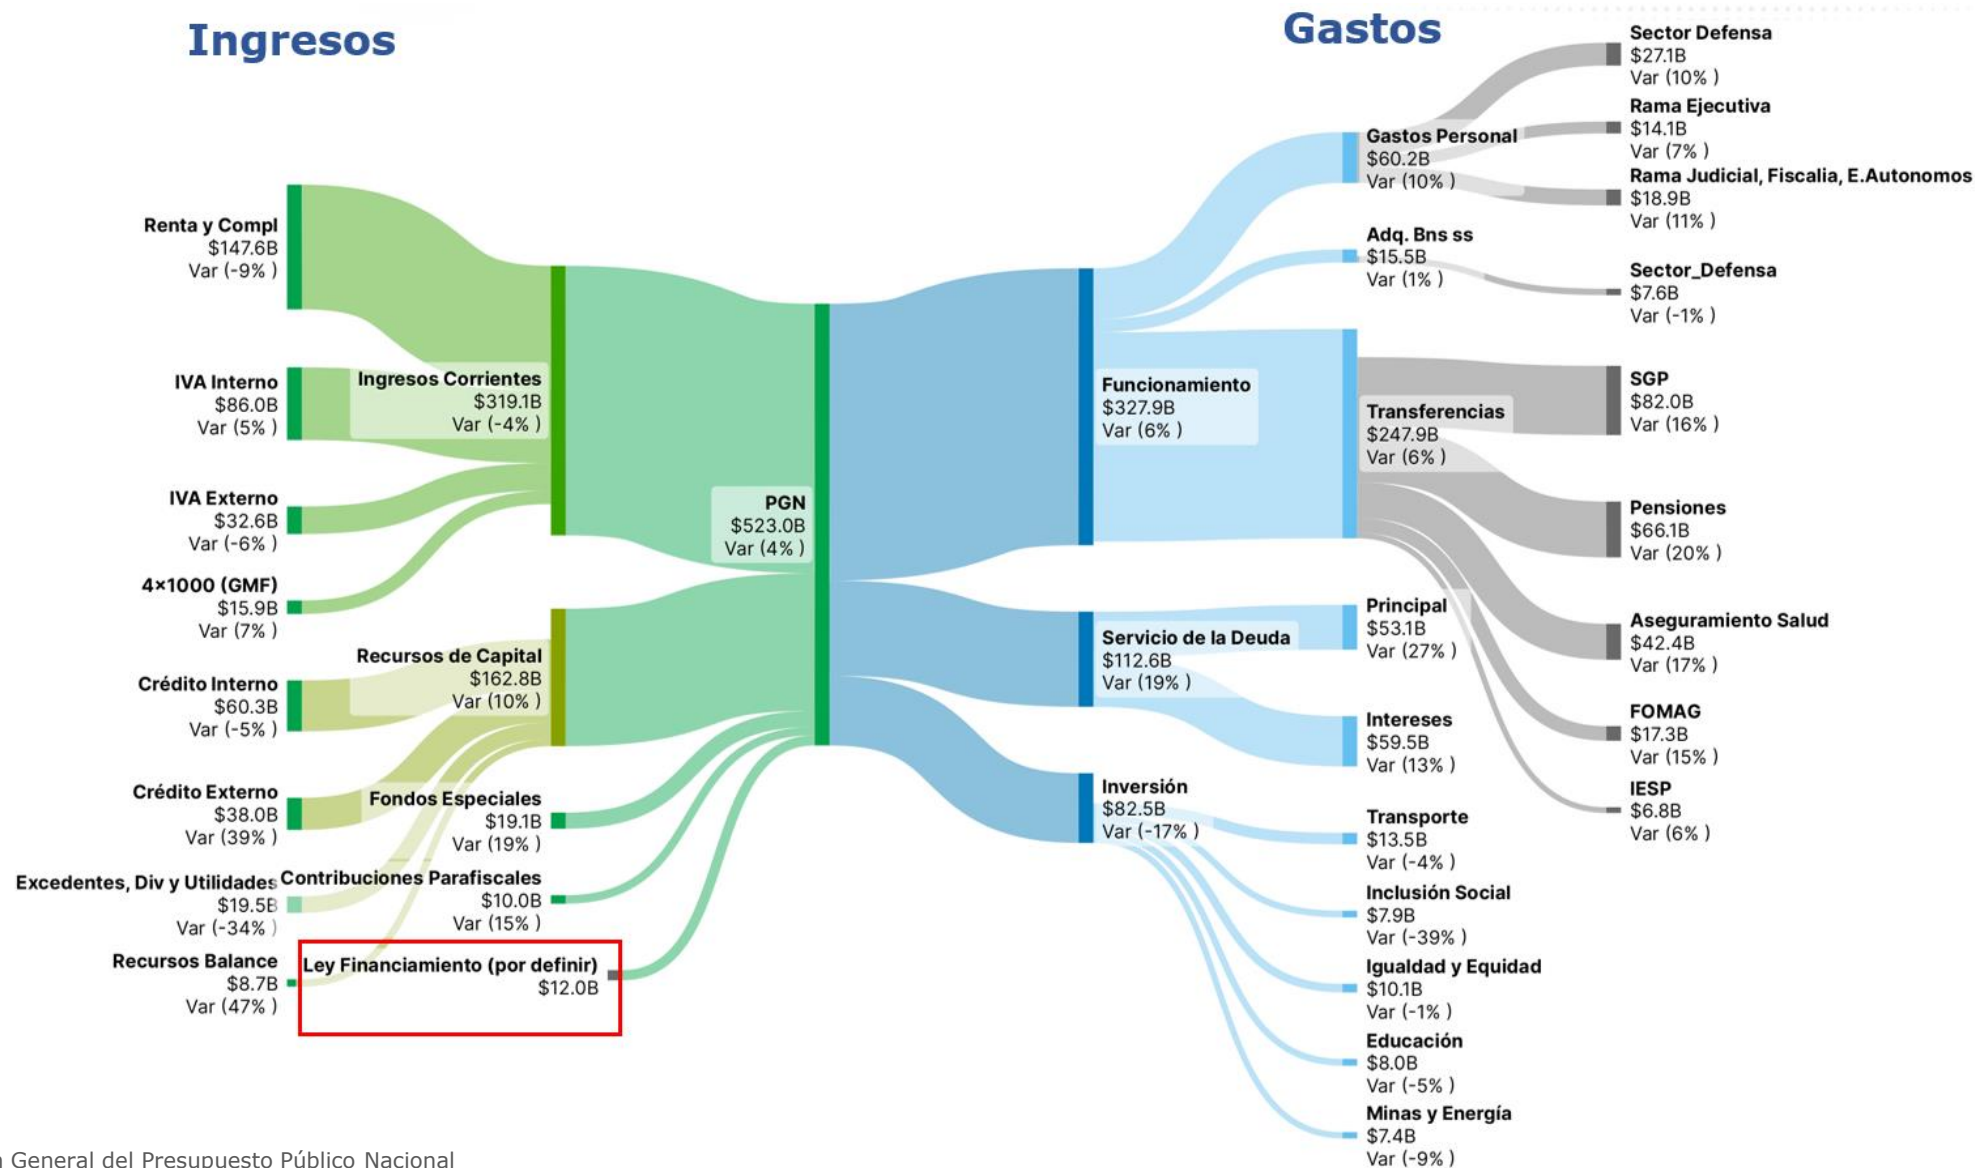 Ingresos
Gastos
Renta y Compl
$147.6B
Var (-9% )
IVA Interno
$86.0B
Var (5% )
IVA Externo
$32.6B
Var (-6% )
4×1000 (GMF)
$15.9B
Var (7% )
Crédito Interno
$60.3B
Var (-5% )
Crédito Externo
$38.0B
Var (39% )
Excedentes, Div y Utilidades
$19.5B
Var (-34% )
Recursos Balance
$8.7B
Var (47% )
Ingresos Corrientes
$319.1B
Var (-4% )
Recursos de Capital
$162.8B
Var (10% )
Fondos Especiales
$19.1B
Var (19% )
Contribuciones Parafiscales
$10.0B
Var (15% )
Ley Financiamiento (por definir)
$12.0B
PGN
$523.0B
Var (4% )
Funcionamiento
$327.9B
Var (6% )
Servicio de la Deuda
$112.6B
Var (19% )
Inversión
$82.5B
Var (-17% )
Gastos Personal
$60.2B
Var (10% )
Adq. Bns ss
$15.5B
Var (1% )
Transferencias
$247.9B
Var (6% )
Principal
$53.1B
Var (27% )
Intereses
$59.5B
Var (13% )
Transporte
$13.5B
Var (-4% )
Inclusión Social
$7.9B
Var (-39% )
Igualdad y Equidad
$10.1B
Var (-1% )
Educación
$8.0B
Var (-5% )
Minas y Energía
$7.4B
Var (-9% )
Sector Defensa
$27.1B
Var (10% )
Rama Ejecutiva
$14.1B
Var (7% )
Rama Judicial, Fiscalia, E.Autonomos
$18.9B
Var (11% )
Sector_Defensa
$7.6B
Var (-1% )
SGP
$82.0B
Var (16% )
Pensiones
$66.1B
Var (20% )
Aseguramiento Salud
$42.4B
Var (17% )
FOMAG
$17.3B
Var (15% )
IESP
$6.8B
Var (6% )
General del Presupuesto Público Nacional